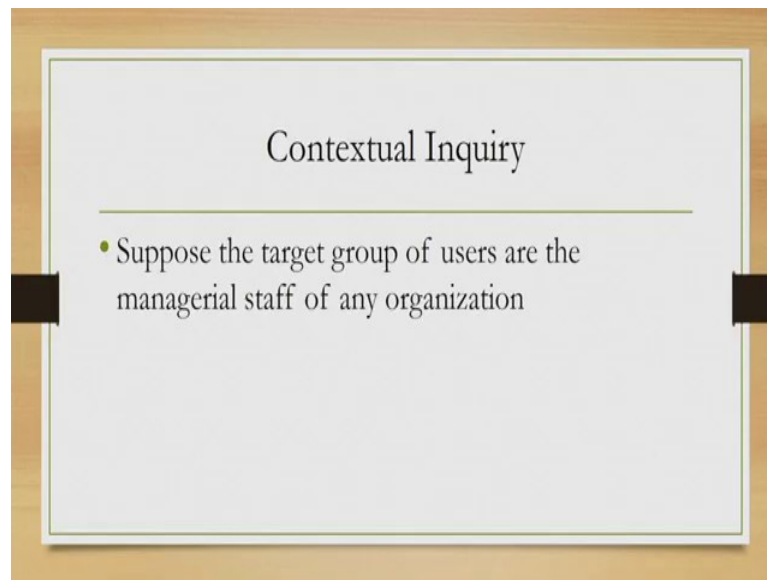 Contextual Inquiry
• Suppose the target group of users are the
managerial staff of any organization